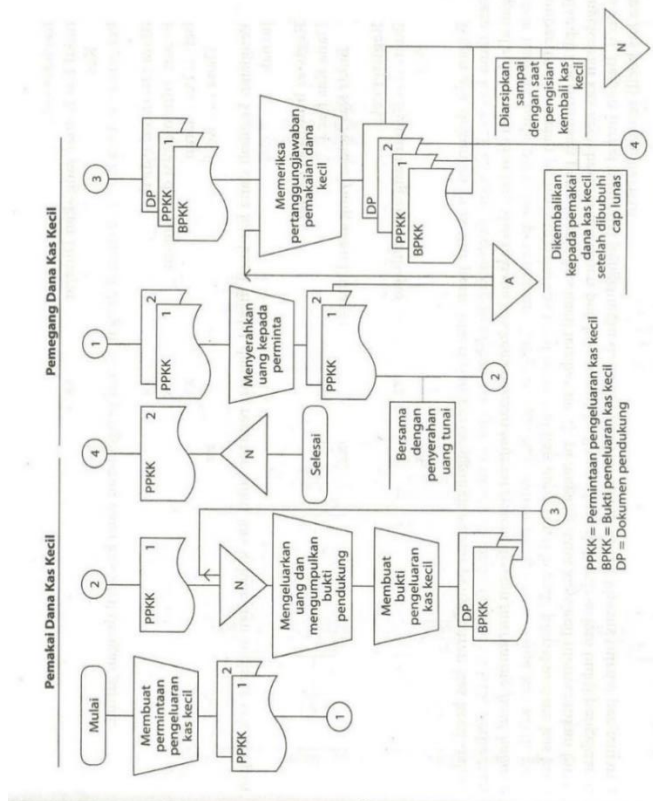 Pemakai Dana Kas Kecil
Mulai
Membuat
permintaan
pengeluaran
kas kecil
2
PPKK 1
1
2
PPKK 1
N
Mengeluarkan
uang dan
mengumpulkan
bukti
pendukung
Membuat
bukti
pengeluaran
kas kecil
DP
BPKK
3
4
PPKK 2
N
Selesai
Pemegang Dana Kas Kecil
1
2
PPKK 1
Menyerahkan
uang kepada
perminta
2
PPKK 1
Bersama
dengan
penyerahan
uang tunai
2
A
3
DP
PPKK 1
BPKK
Memeriksa
pertanggungjawaban
pemakaian dana
kecil
DP
2
PPKK 1
BPKK
Dikembalikan
kepada pemakai
dana kas kecil
setelah dibubuhi
cap lunas
4
Diarsipkan
sampai
dengan saat
pengisian
kembali kas
kecil
N
PPKK = Permintaan pengeluaran kas kecil
BPKK = Bukti peneluaran kas kecil
DP = Dokumen pendukung